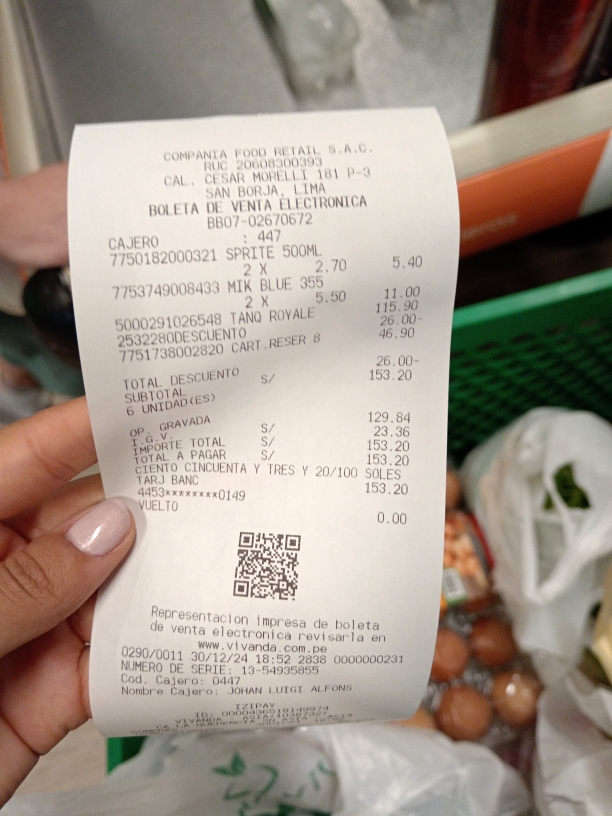 COMPANIA FOOD RETAIL S.A.C.
RUC 20608300393
CAL. CESAR MORELLI 181 P-3
SAN BORJA, LIMA
BOLETA DE VENTA ELECTRONICA
BB07-02670672
CAJERO : 447
7750182000321 SPRITE 500ML
2 X 2.70 5.40
7753749008433 MIK BLUE 355
2 X 5.50 11.00
5000291026548 TANQ ROYALE 115.90
2532280DESCUENTO 26.00-
7751738002820 CART.RESER 8 46.90
TOTAL DESCUENTO 26.00-
SUBTOTAL S/ 153.20
6 UNIDAD(ES)
OP. GRAVADA S/ 129.84
I.G.V. S/ 23.36
IMPORTE TOTAL S/ 153.20
TOTAL A PAGAR S/ 153.20
CIENTO CINCUENTA Y TRES Y 20/100 SOLES
TARJ BANC 153.20
4453********0149
VUELTO 0.00
Representacion impresa de boleta
de venta electronica revisarla en
www.vivanda.com.pe
0290/0011 30/12/24 18:52 2838 0000000231
NUMERO DE SERIE: 13-54935855
Cod. Cajero: 0447
Nombre Cajero: JOHAN LUIGI ALFONS
IZIPAY